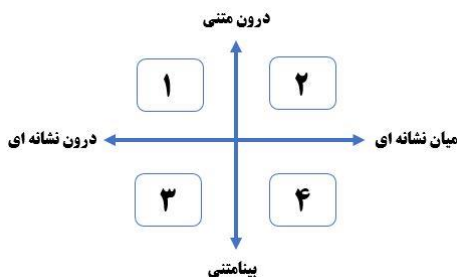 درون متنی
۲
۱
میان نشانه ای
درون نشانه ای
۴
۳
بینامتنی